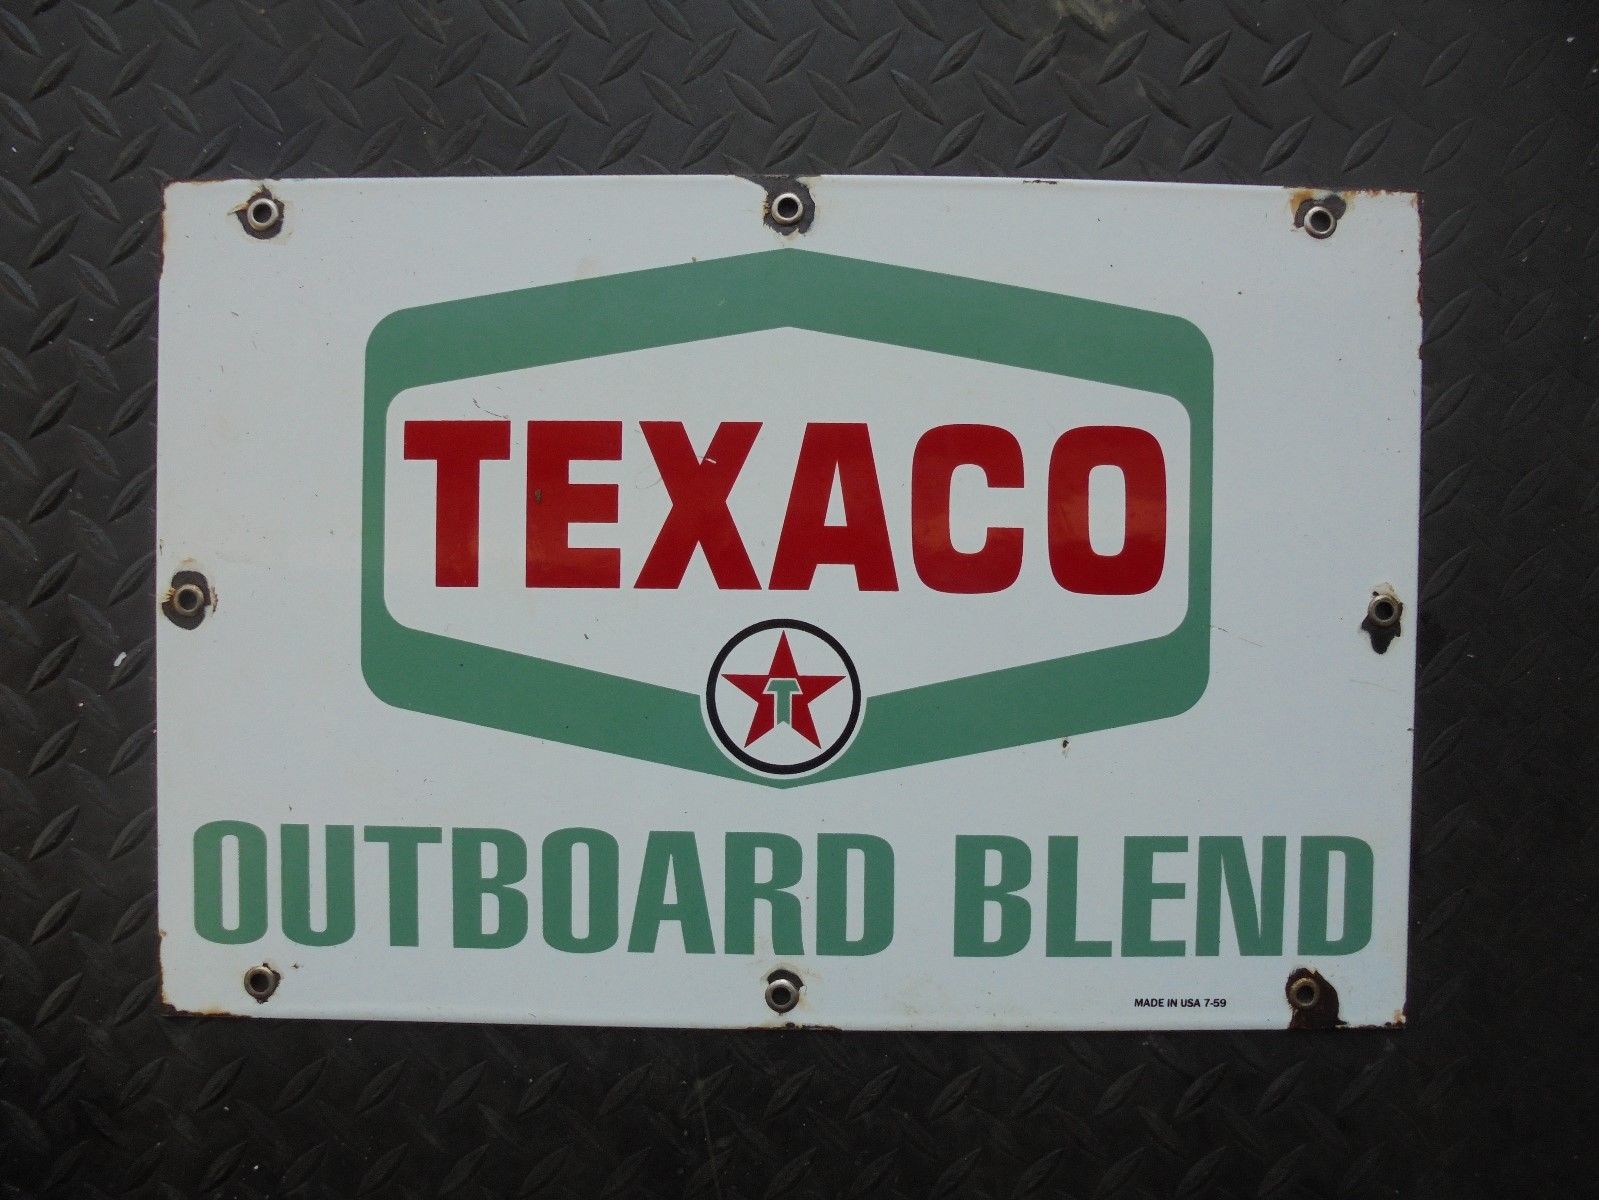 TEXACO
T
OUTBOARD BLEND
MADE IN USA 7-59